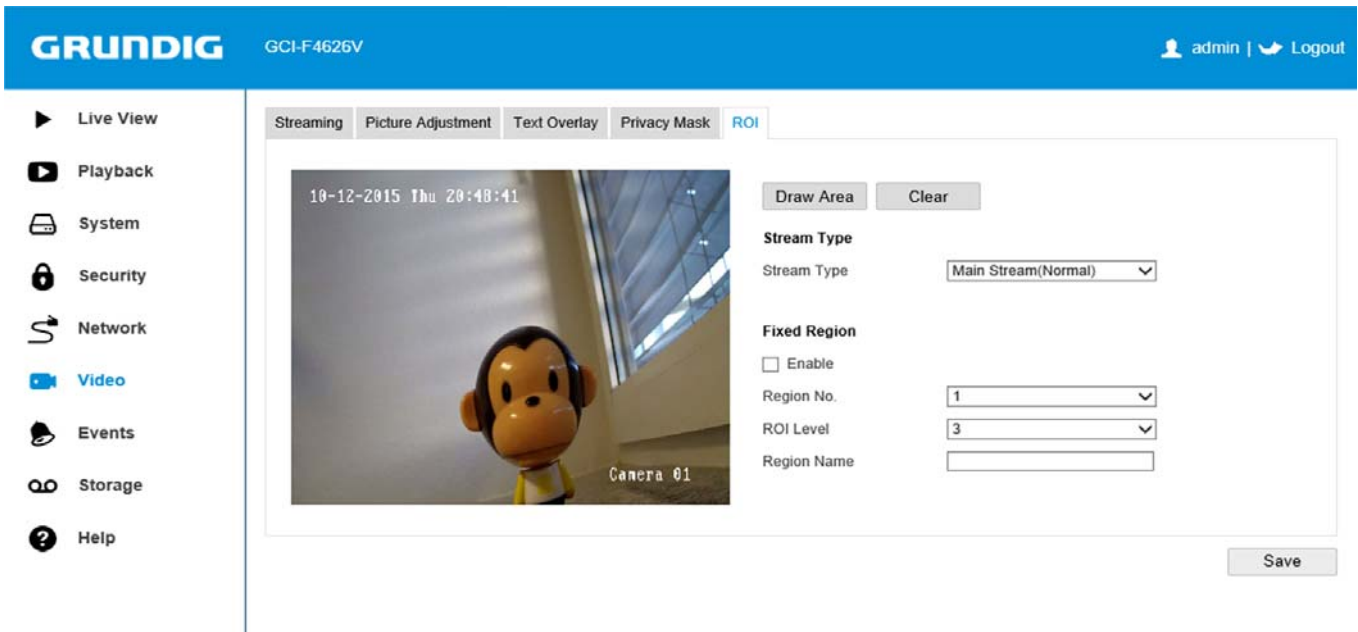 GRUNDIG
GCI-F4626V
admin | Logout
Live View
Playback
System
Security
Network
Video
Events
Storage
Help
Streaming
Picture Adjustment
Text Overlay
Privacy Mask
ROI
10-12-2015 Thu 20:48:41
Camera 01
Draw Area
Clear
Stream Type
Stream Type
Main Stream(Normal)
Fixed Region
Enable
Region No.
1
ROI Level
3
Region Name
Save